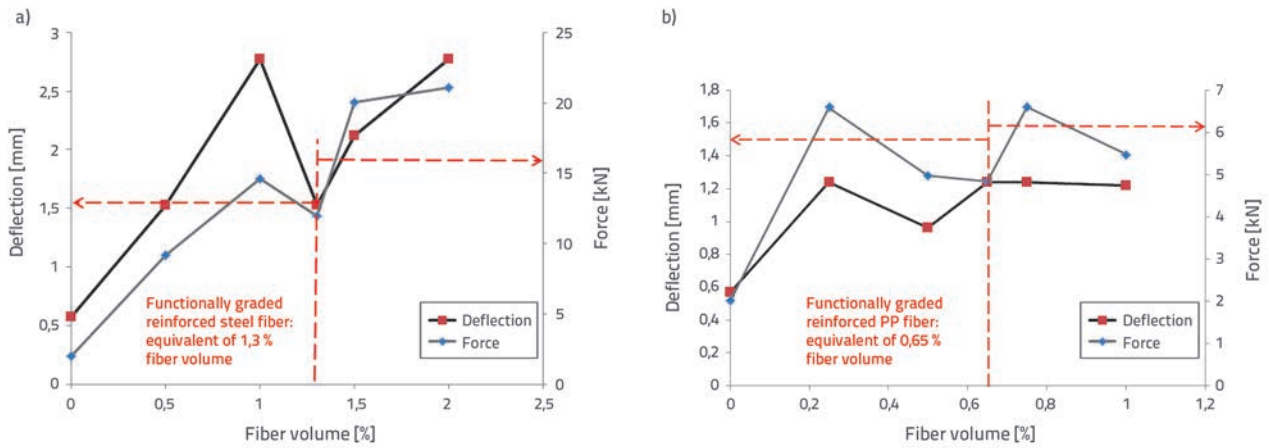 a)
3
2,5
2
1,5
1
0,5
0
Deflection [mm]
25
20
15
10
5
0
Force [kN]
0 0,5 1 1,5 2 2,5
Fiber volume [%]
Functionally graded
reinforced steel fiber:
equivalent of 1,3 %
fiber volume
Deflection
Force
b)
1,8
1,6
1,4
1,2
1
0,8
0,6
0,4
0,2
0
Deflection [mm]
7
6
5
4
3
2
1
0
Force [kN]
0 0,2 0,4 0,6 0,8 1 1,2
Fiber volume [%]
Functionally graded
reinforced PP fiber:
equivalent of 0,65 %
fiber volume
Deflection
Force